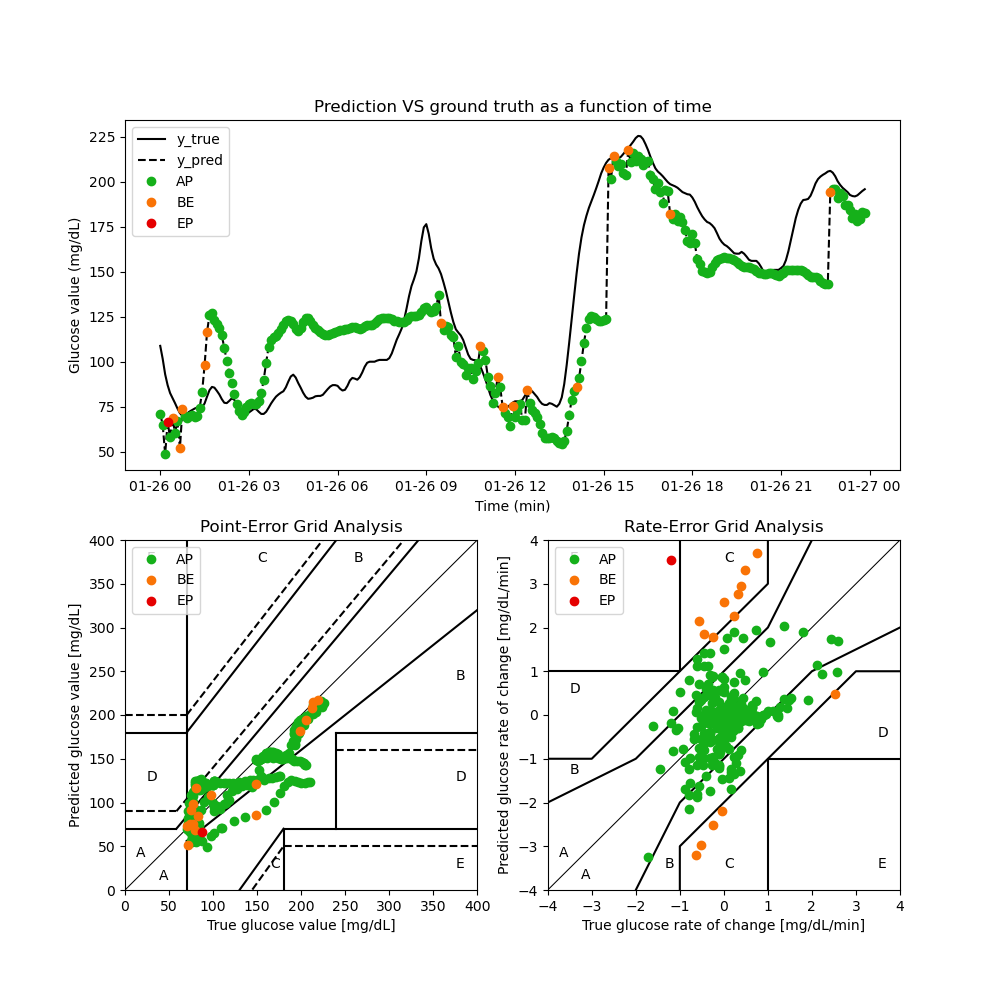 Prediction VS ground truth as a function of time
Glucose value (mg/dL)
225
200
175
150
125
100
75
50
y_true
y_pred
AP
BE
EP
01-26 00 01-26 03 01-26 06 01-26 09 01-26 12 01-26 15 01-26 18 01-26 21 01-27 00
Time (min)
Point-Error Grid Analysis
Predicted glucose value [mg/dL]
400
350
300
250
200
150
100
50
0
AP
BE
EP
C
B
B
D
D
A
A
C
E
0 50 100 150 200 250 300 350 400
True glucose value [mg/dL]
Rate-Error Grid Analysis
Predicted glucose rate of change [mg/dL/min]
4
3
2
1
0
−1
−2
−3
−4
AP
BE
EP
C
D
D
B
A
A
B
C
E
−4 −3 −2 −1 0 1 2 3 4
True glucose rate of change [mg/dL/min]